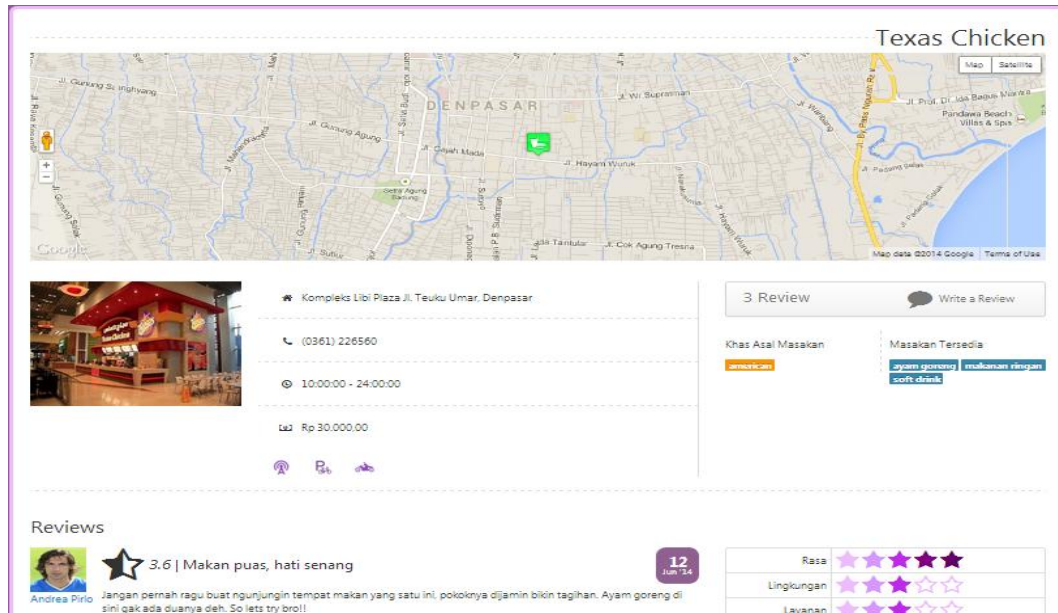 Texas Chicken
Map Satellite
Jl. Gunung Agung
DENPASAR
Jl. Gajah Mada
Jl. Hayam Wuruk
Jl. Wr Supratman
Jl. Prof. Dr. Ida Bagus Mantra
Pandawa Beach
Villas & Spa
Jl. Cok Agung Tresna
Google
Map data ©2014 Google Terms of Use
Kompleks Libi Plaza Jl. Teuku Umar, Denpasar
(0361) 226560
10:00:00 - 24:00:00
Rp 30.000,00
3 Review
Write a Review
Khas Asal Masakan
american
Masakan Tersedia
ayam goreng makanan ringan
soft drink
Reviews
3.6 | Makan puas, hati senang
12
Jun '14
Andrea Pirlo
Jangan pernah ragu buat ngunjungin tempat makan yang satu ini, pokoknya dijamin bikin tagihan. Ayam goreng di
sini gak ada duanya deh. So lets try bro!!
Rasa
Lingkungan
Layanan